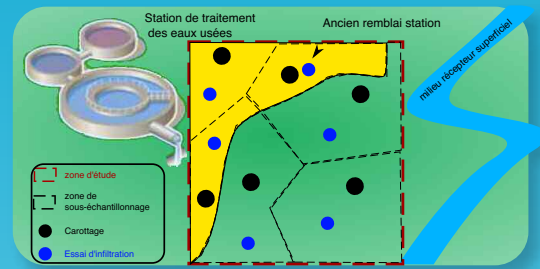 Station de traitement
des eaux usées
Ancien remblai station
milieu récepteur superficiel
zone d'étude
zone de
sous-échantillonnage
Carottage
Essai d'infiltration